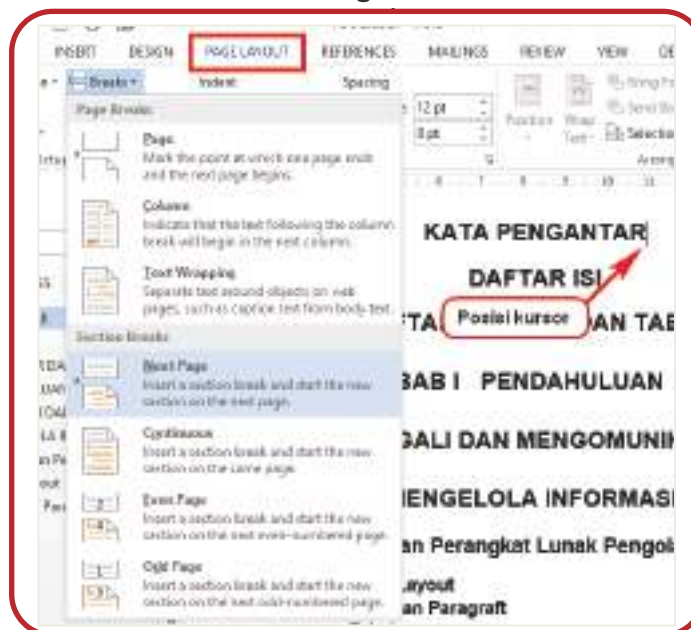 INSERT DESIGN PAGE LAYOUT REFERENCES MAILINGS REVIEW VIEW
Breaks Indent Spacing
Page Breaks
Page
Mark the point at which one page ends
and the next page begins.
Column
Indicate that the text following the column
break will begin in the next column.
Text Wrapping
Separate text around objects on web
pages, such as caption text from body text.
Section Breaks
Next Page
Insert a section break and start the new
section on the next page.
Continuous
Insert a section break and start the new
section on the same page.
Even Page
Insert a section break and start the new
section on the next even-numbered page.
Odd Page
Insert a section break and start the new
section on the next odd-numbered page.
12 pt
8 pt
Position Wrap
Text
Selection
KATA PENGANTAR
DAFTAR ISI
Posisi kursor
BAB I PENDAHULUAN
GALI DAN MENGOMUNI
ENGELOLA INFORMASI
an Perangkat Lunak Pengol
ayout
an Paragraft